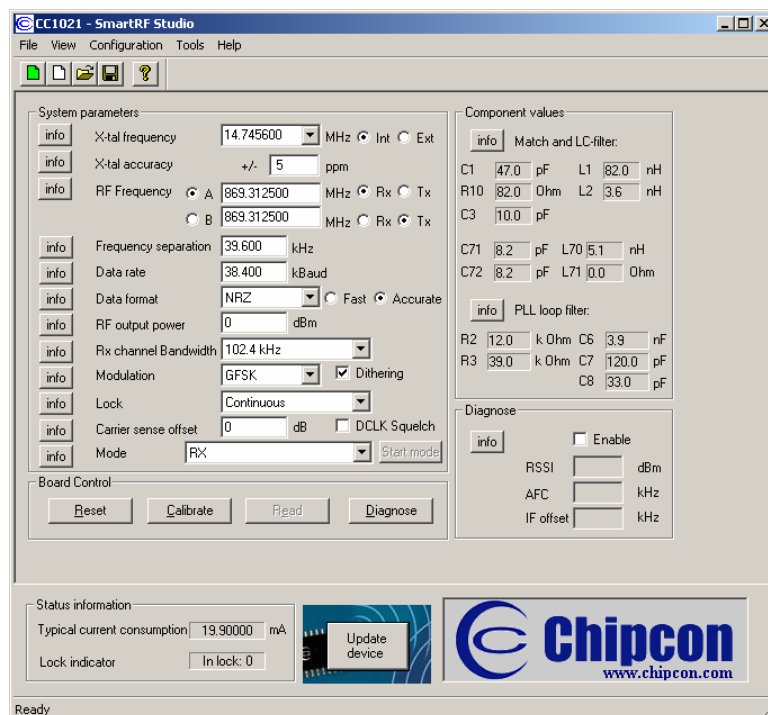 CC1021 - SmartRF Studio
File View Configuration Tools Help
System parameters
info X-tal frequency 14.745600 MHz Int Ext
info X-tal accuracy +/- 5 ppm
info RF Frequency A 869.312500 MHz Rx Tx
B 869.312500 MHz Rx Tx
info Frequency separation 39.600 kHz
info Data rate 38.400 kBaud
info Data format NRZ Fast Accurate
info RF output power 0 dBm
info Rx channel Bandwidth 102.4 kHz
info Modulation GFSK Dithering
info Lock Continuous
info Carrier sense offset 0 dB DCLK Squelch
info Mode RX Start mode
Board Control
Reset Calibrate Read Diagnose
Component values
info Match and LC-filter:
C1 47.0 pF L1 82.0 nH
R10 82.0 Ohm L2 3.6 nH
C3 10.0 pF
C71 8.2 pF L70 5.1 nH
C72 8.2 pF L71 0.0 Ohm
info PLL loop filter:
R2 12.0 k Ohm C6 3.9 nF
R3 39.0 k Ohm C7 120.0 pF
C8 33.0 pF
Diagnose
info Enable
RSSI dBm
AFC kHz
IF offset kHz
Status information
Typical current consumption 19.90000 mA
Lock indicator In lock: 0
Update
device
Chipcon
www.chipcon.com
Ready